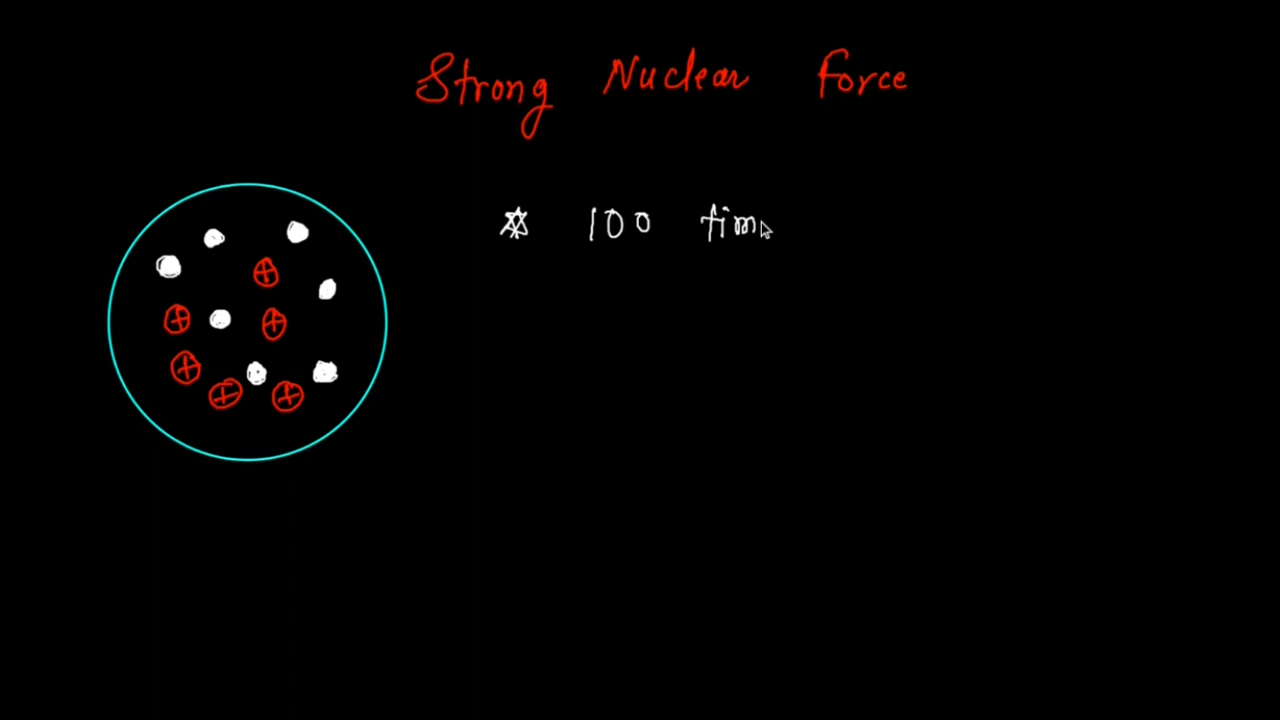 Strong Nuclear Force
* 100 tim
+
+ +
+
+ +